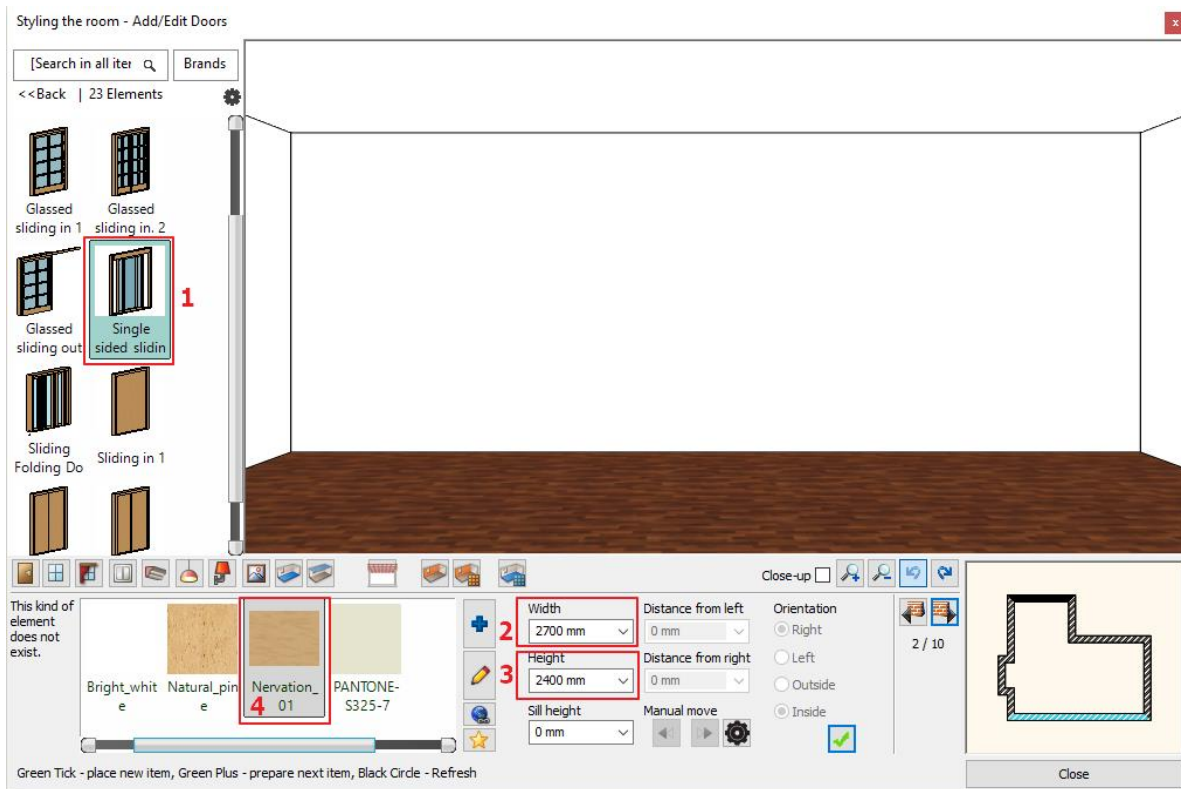 Styling the room - Add/Edit Doors
x
[Search in all iter
Brands
<<Back | 23 Elements
Glassed
sliding in 1
Glassed
sliding in. 2
Glassed
sliding out
Single
sided slidin
1
Sliding
Folding Do
Sliding in 1
Close-up
This kind of
element
does not
exist.
Bright_whit
e
Natural_pin
e
Nervation_
01
4
PANTONE-
S325-7
Width
2
2700 mm
Height
3
2400 mm
Sill height
0 mm
Distance from left
0 mm
Distance from right
0 mm
Manual move
Orientation
Right
Left
Outside
Inside
2 / 10
Green Tick - place new item, Green Plus - prepare next item, Black Circle - Refresh
Close